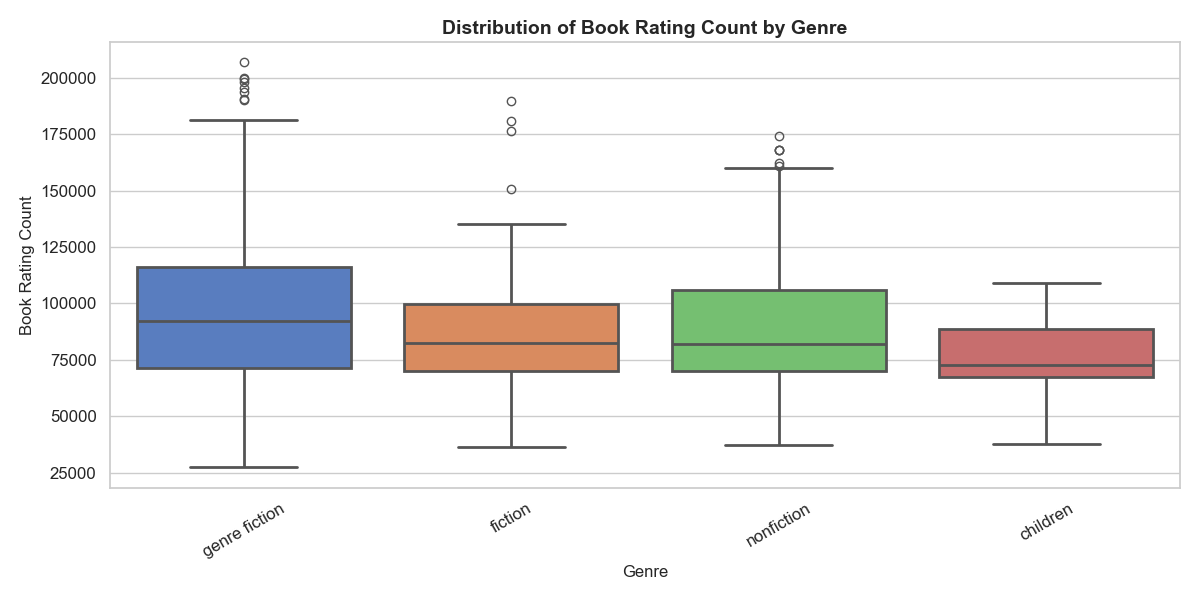 Distribution of Book Rating Count by Genre
Book Rating Count
200000
175000
150000
125000
100000
75000
50000
25000
genre fiction
fiction
nonfiction
children
Genre